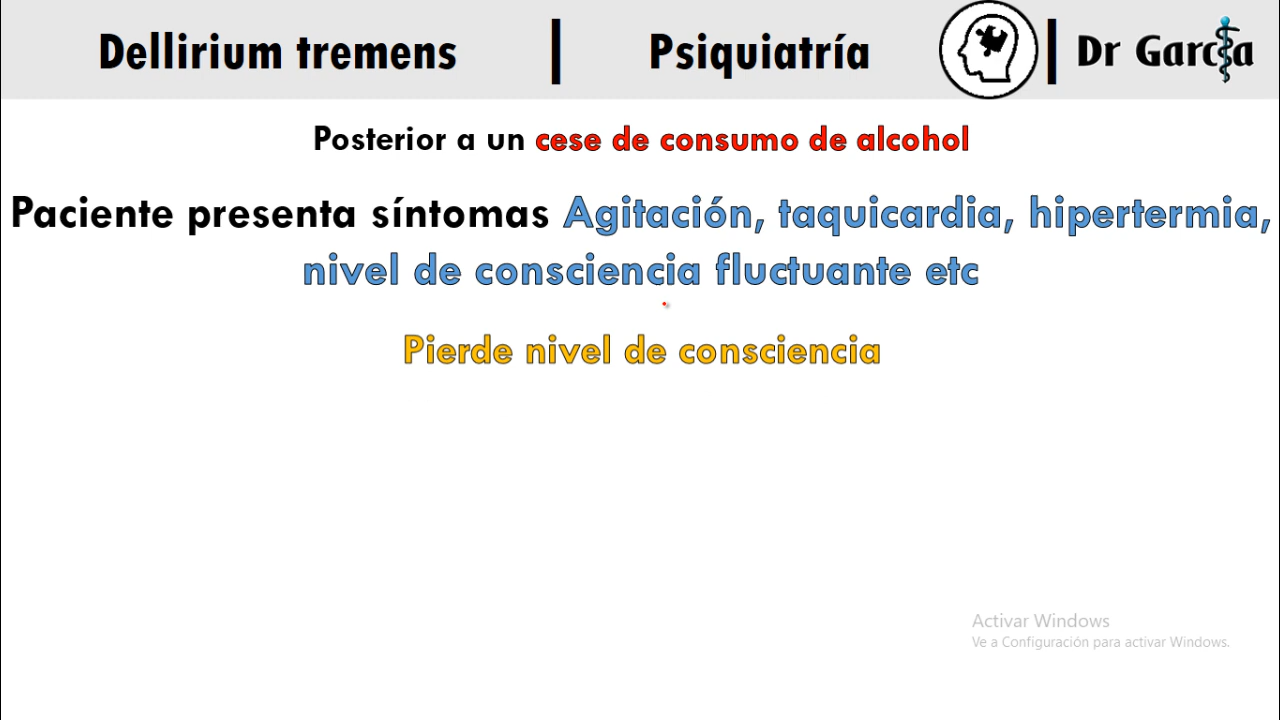 Dellirium tremens | Psiquiatría | Dr García
Posterior a un cese de consumo de alcohol
Paciente presenta síntomas Agitación, taquicardia, hipertermia,
nivel de consciencia fluctuante etc
Pierde nivel de consciencia
Activar Windows
Ve a Configuración para activar Windows.